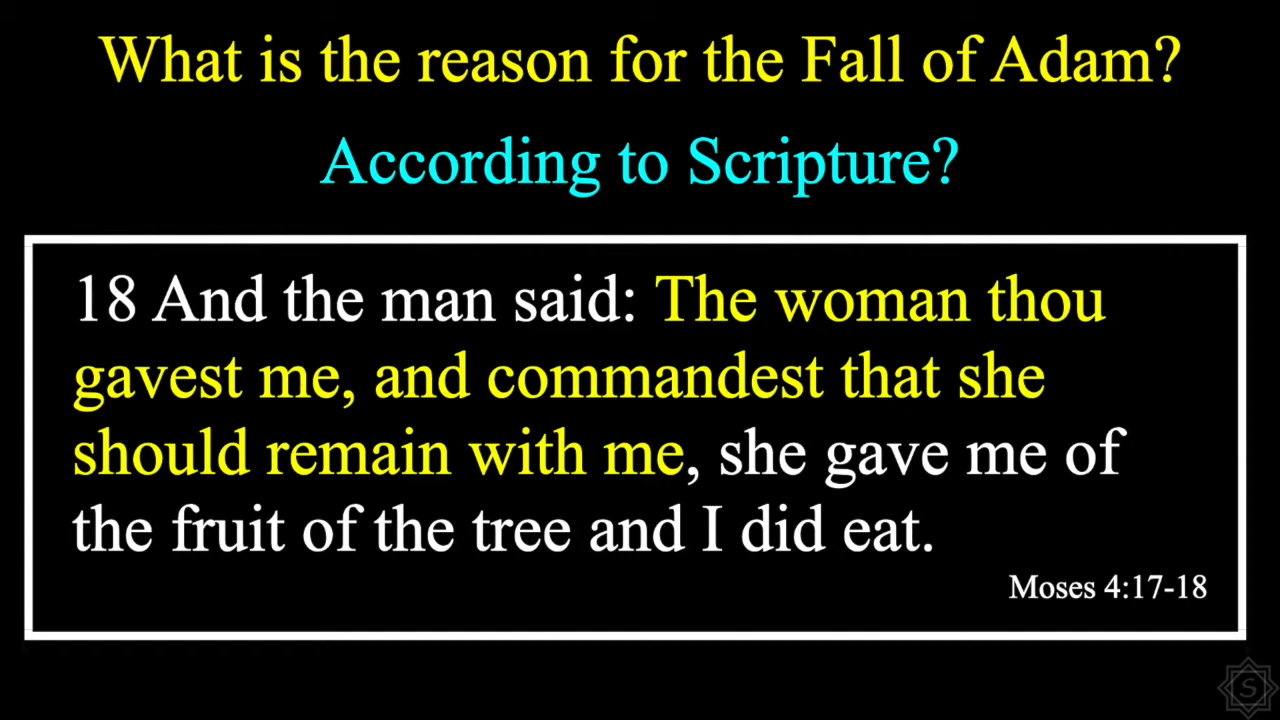 What is the reason for the Fall of Adam?
According to Scripture?
18 And the man said: The woman thou
gavest me, and commandest that she
should remain with me, she gave me of
the fruit of the tree and I did eat.
Moses 4:17-18
S